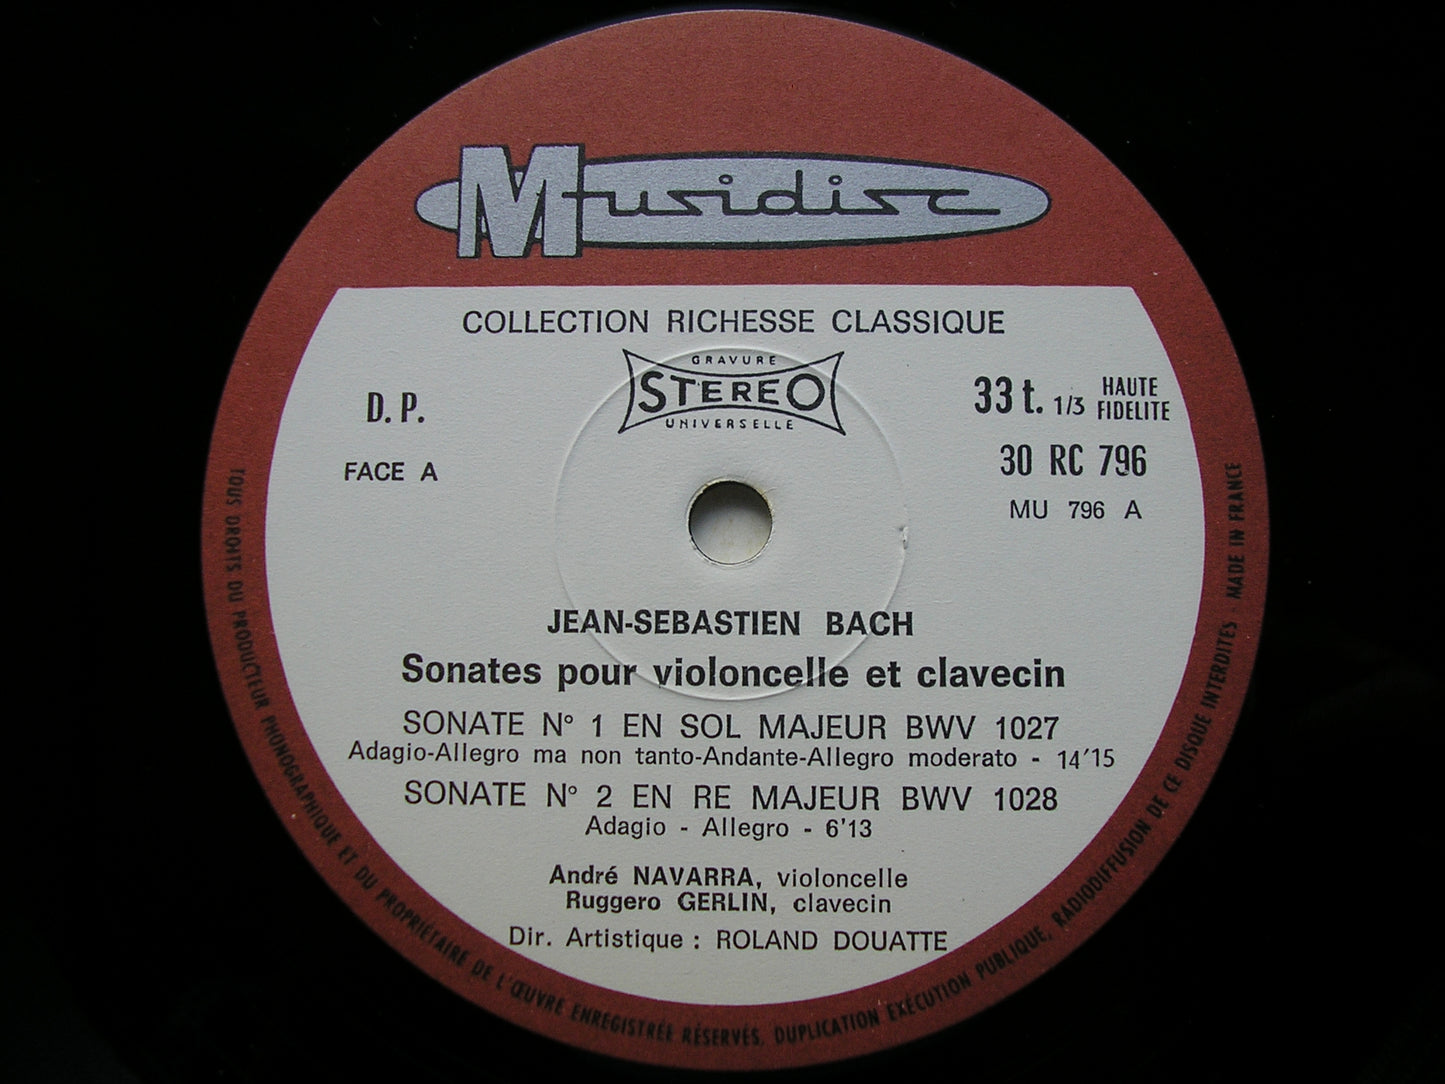 Musidisc
COLLECTION RICHESSE CLASSIQUE
GRAVURE
STEREO
UNIVERSELLE
D. P.
33 t. 1/3 HAUTE FIDELITE
FACE A
30 RC 796
MU 796 A
JEAN-SEBASTIEN BACH
Sonates pour violoncelle et clavecin
SONATE N° 1 EN SOL MAJEUR BWV 1027
Adagio-Allegro ma non tanto-Andante-Allegro moderato - 14'15
SONATE N° 2 EN RE MAJEUR BWV 1028
Adagio - Allegro - 6'13
André NAVARRA, violoncelle
Ruggero GERLIN, clavecin
Dir. Artistique : ROLAND DOUATTE
TOUS DROITS DU PRODUCTEUR PHONOGRAPHIQUE ET DU PROPRIÉTAIRE DE L'ŒUVRE ENREGISTRÉE RÉSERVÉS. DUPLICATION EXÉCUTION PUBLIQUE, RADIODIFFUSION DE CE DISQUE INTERDITES · MADE IN FRANCE